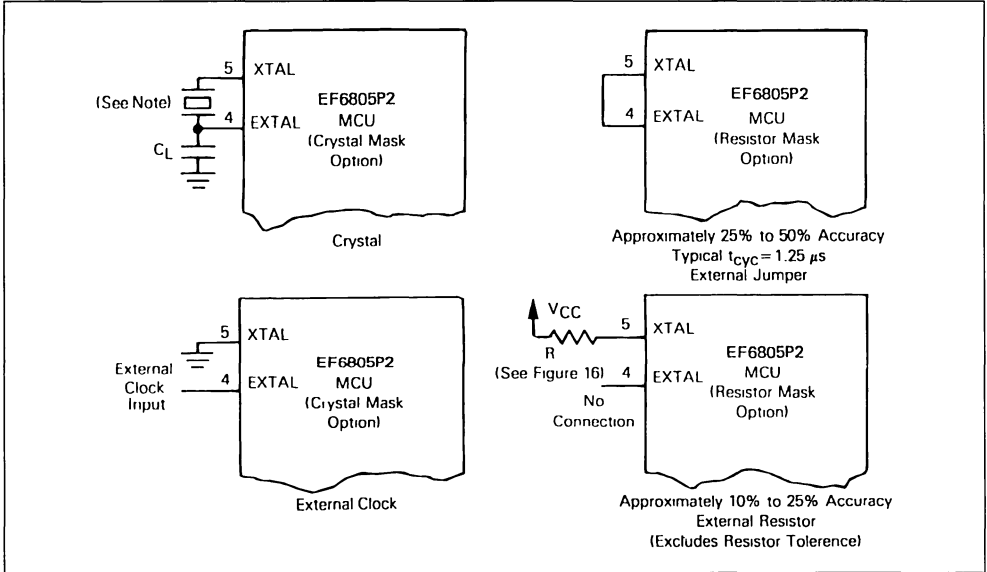 5 XTAL
(See Note)
4 EXTAL
CL
EF6805P2
MCU
(Crystal Mask
Option)
Crystal
5 XTAL
4 EXTAL
EF6805P2
MCU
(Resistor Mask
Option)
Approximately 25% to 50% Accuracy
Typical tcyc = 1.25 μs
External Jumper
5 XTAL
External
Clock
Input
4 EXTAL
EF6805P2
MCU
(Crystal Mask
Option)
External Clock
VCC
5 XTAL
R
(See Figure 16)
4 EXTAL
No
Connection
EF6805P2
MCU
(Resistor Mask
Option)
Approximately 10% to 25% Accuracy
External Resistor
(Excludes Resistor Tolerence)